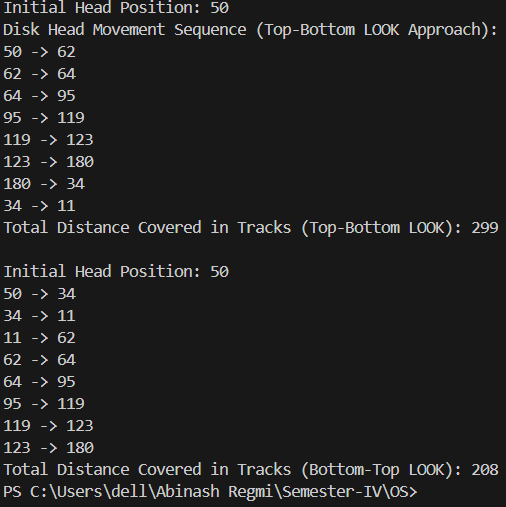 Initial Head Position: 50
Disk Head Movement Sequence (Top-Bottom LOOK Approach):
50 -> 62
62 -> 64
64 -> 95
95 -> 119
119 -> 123
123 -> 180
180 -> 34
34 -> 11
Total Distance Covered in Tracks (Top-Bottom LOOK): 299

Initial Head Position: 50
50 -> 34
34 -> 11
11 -> 62
62 -> 64
64 -> 95
95 -> 119
119 -> 123
123 -> 180
Total Distance Covered in Tracks (Bottom-Top LOOK): 208
PS C:\Users\dell\Abinash Regmi\Semester-IV\OS>